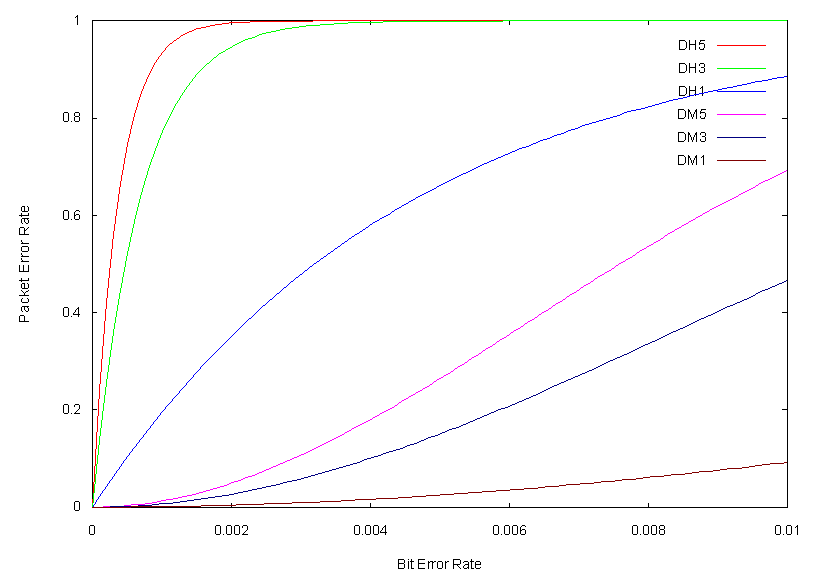 1
DH5
DH3
DH1
DM5
DM3
DM1
0.8
0.6
0.4
0.2
0
Packet Error Rate
0 0.002 0.004 0.006 0.008 0.01
Bit Error Rate